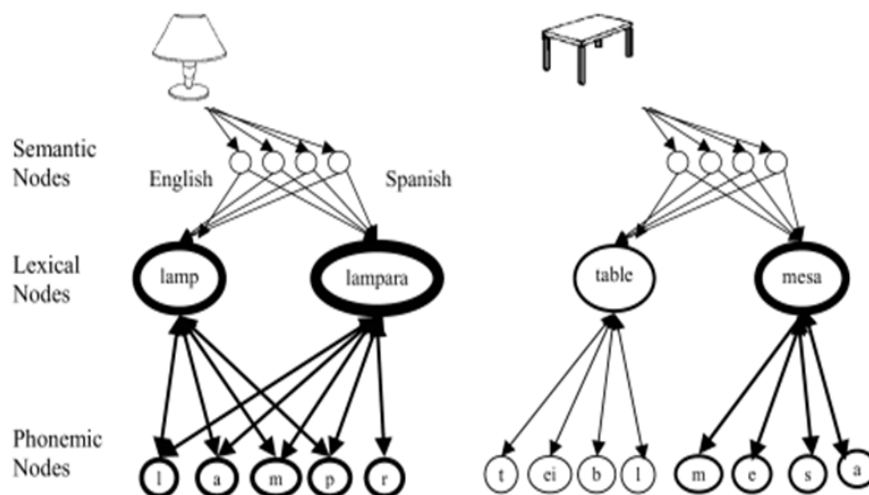 Semantic
Nodes
English Spanish
Lexical
Nodes
lamp lampara table mesa
Phonemic
Nodes
l a m p r t ei b l m e s a